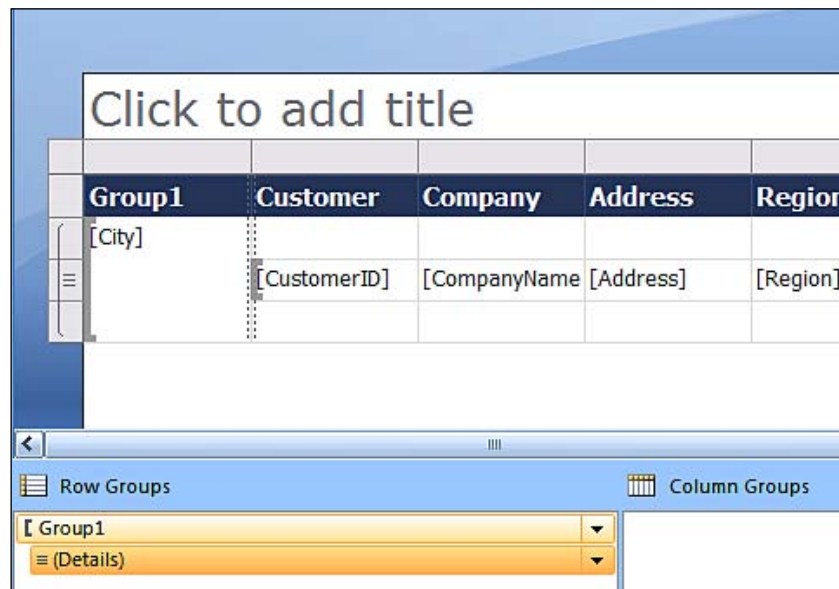 Click to add title
Group1 Customer Company Address Region
[City]
[CustomerID] [CompanyName [Address] [Region]
Row Groups Column Groups
[ Group1
≡ (Details)